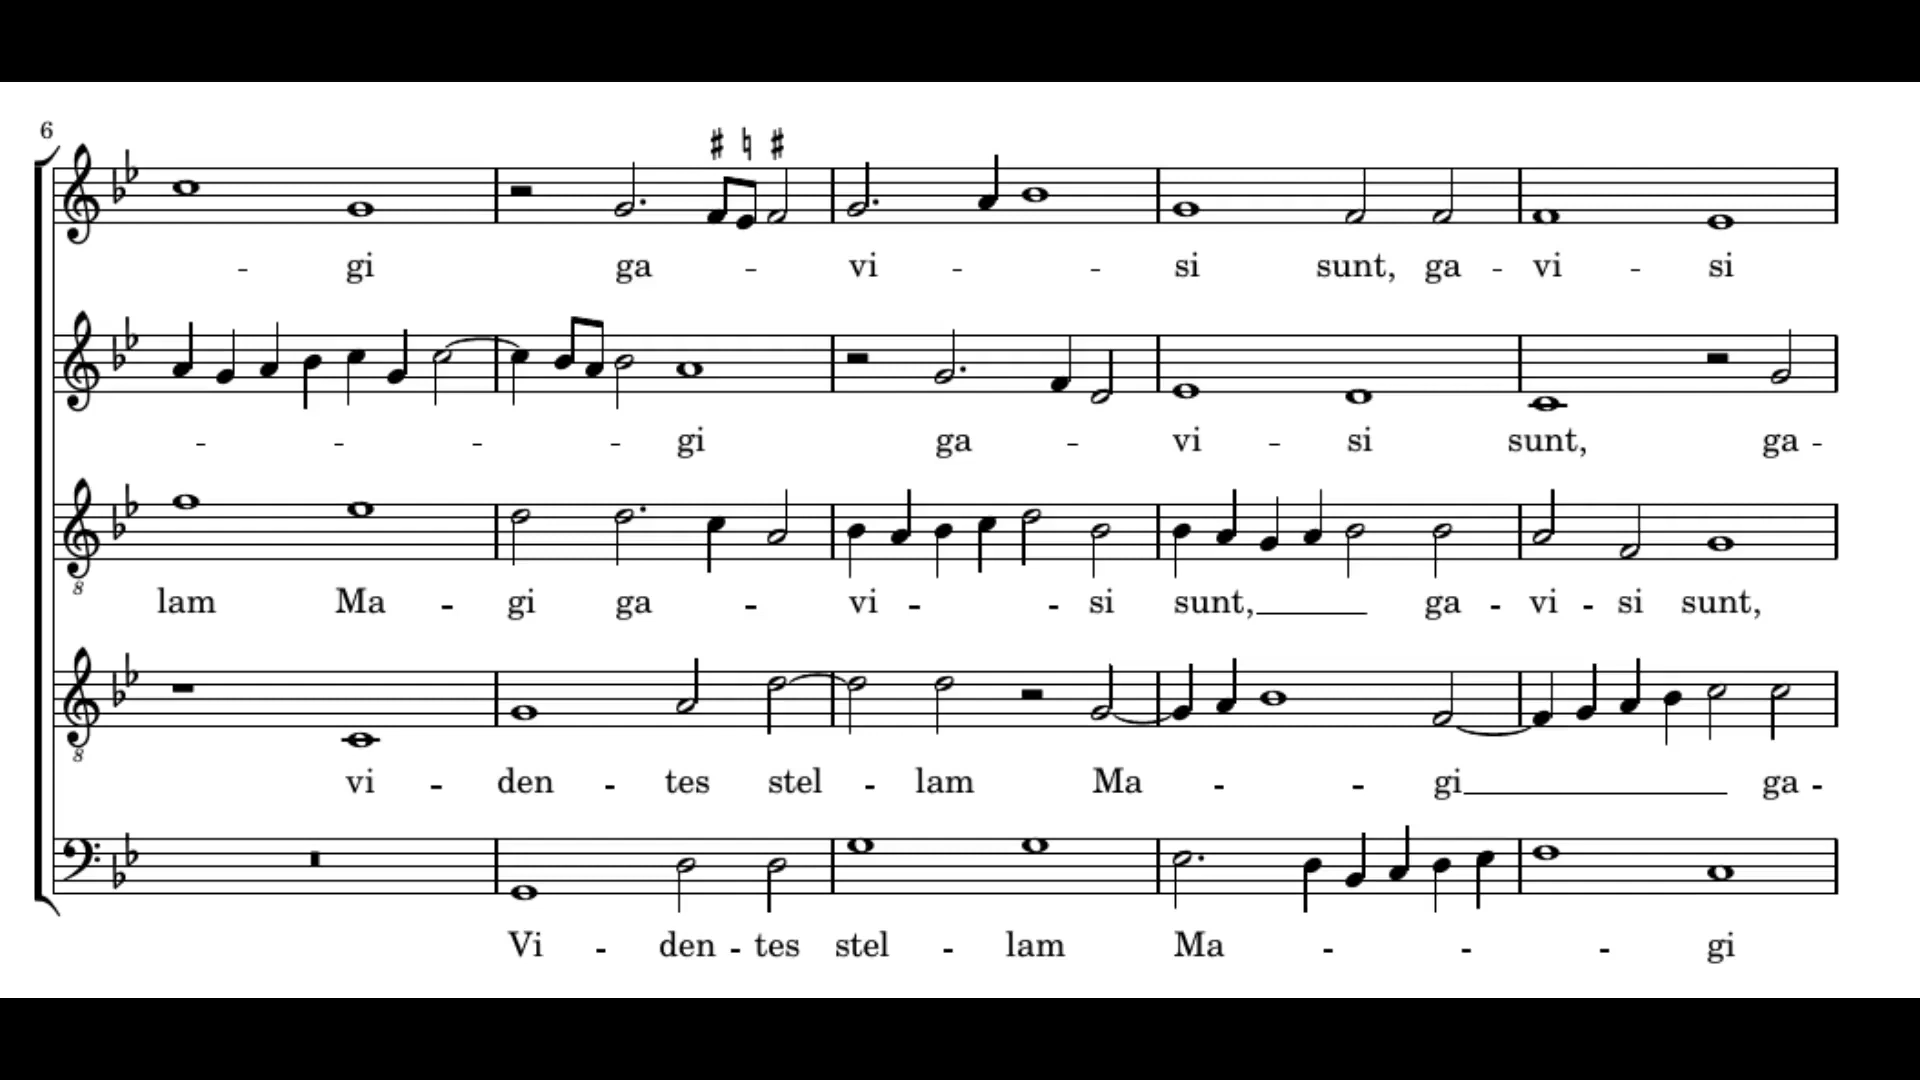 6
- gi ga - vi - - si sunt, ga - vi - si
- - - - gi ga - vi - si sunt, ga -
8
lam Ma - gi ga - vi - - si sunt, ga - vi - si sunt,
8
vi - den - tes stel - lam Ma - - gi ga -
Vi - den - tes stel - lam Ma - - - gi